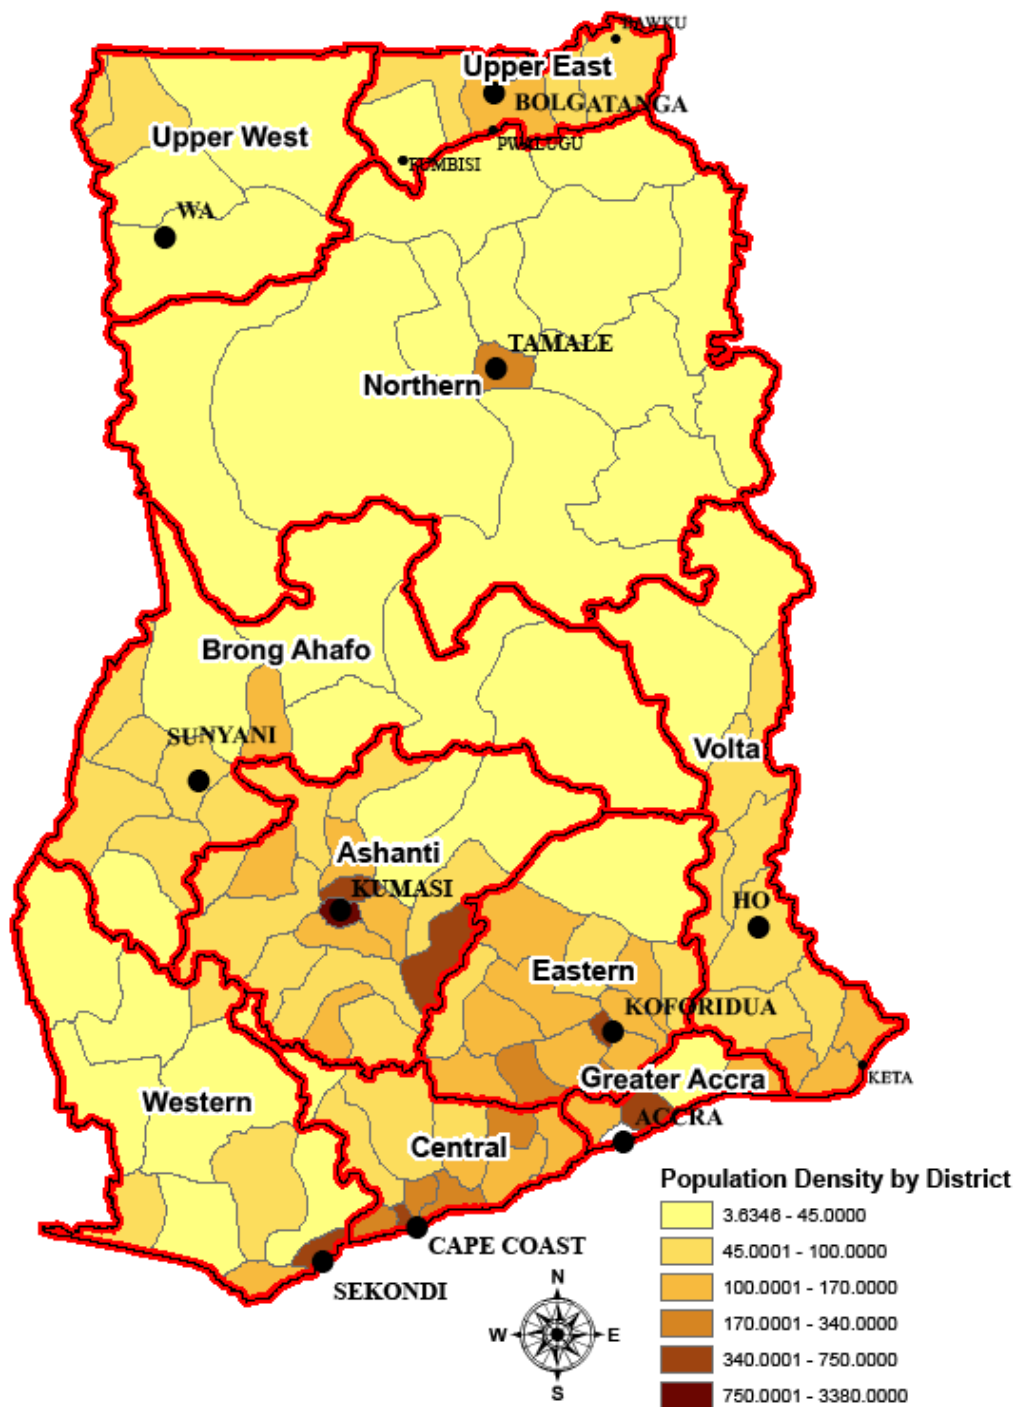 BAWKU
Upper East
BOLGATANGA
Upper West
PWALUGU
FUMBISI
WA
TAMALE
Northern
Brong Ahafo
SUNYANI
Volta
Ashanti
KUMASI
HO
Eastern
KOFORIDUA
KETA
Greater Accra
Western
ACCRA
Central
CAPE COAST
SEKONDI
Population Density by District
3.6346 - 45.0000
45.0001 - 100.0000
100.0001 - 170.0000
170.0001 - 340.0000
340.0001 - 750.0000
750.0001 - 3380.0000
N
W E
S